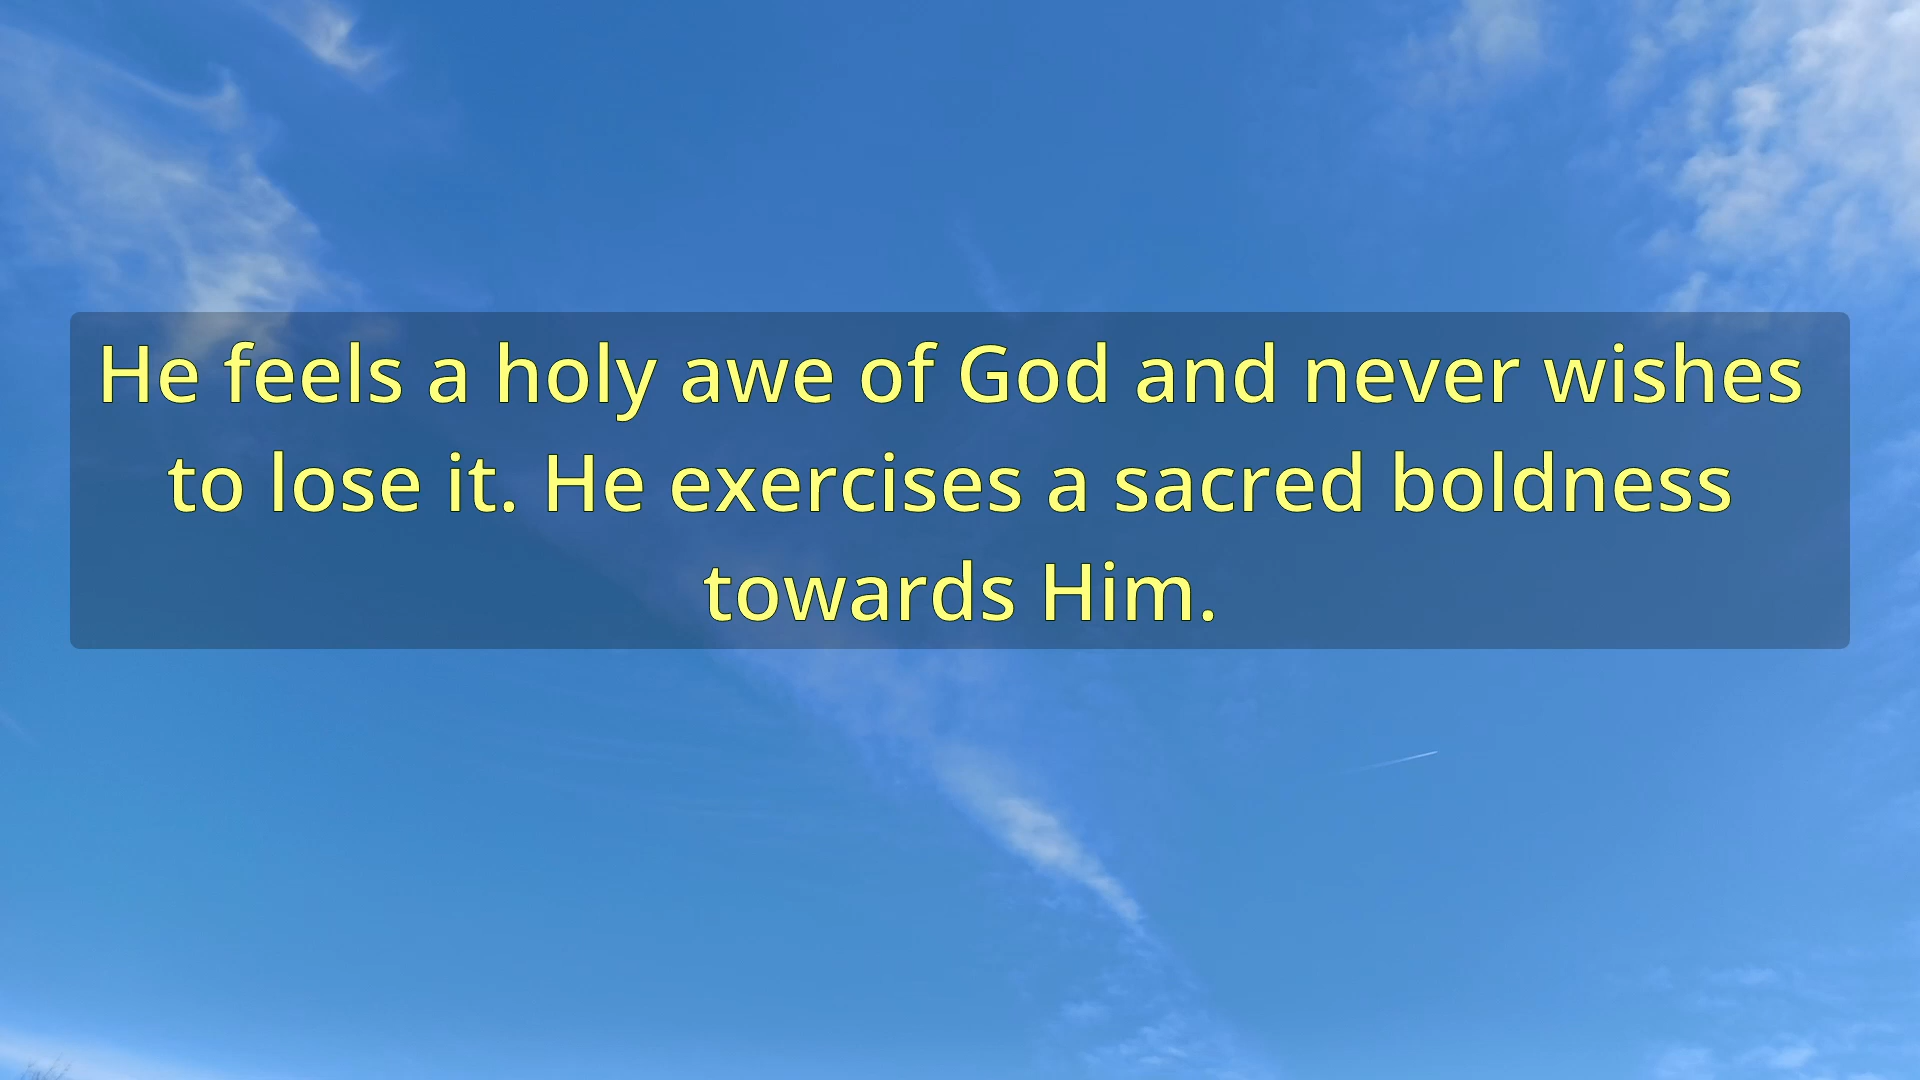 He feels a holy awe of God and never wishes
to lose it. He exercises a sacred boldness
towards Him.